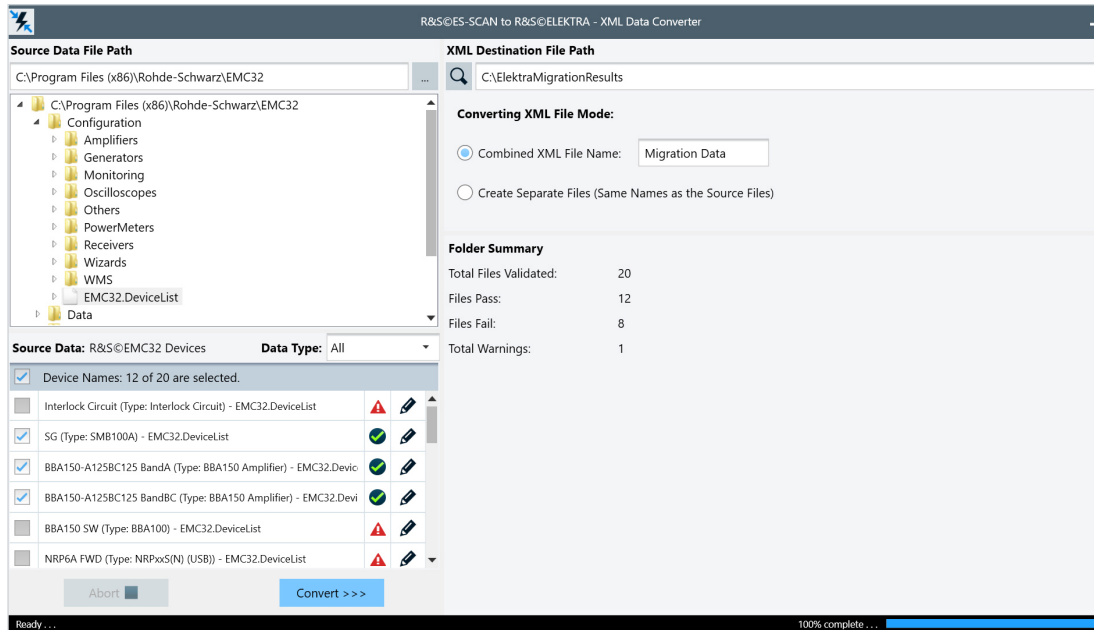 R&S©ES-SCAN to R&S©ELEKTRA - XML Data Converter
Source Data File Path
C:\Program Files (x86)\Rohde-Schwarz\EMC32
...
C:\Program Files (x86)\Rohde-Schwarz\EMC32
Configuration
Amplifiers
Generators
Monitoring
Oscilloscopes
Others
PowerMeters
Receivers
Wizards
WMS
EMC32.DeviceList
Data
Source Data: R&S©EMC32 Devices Data Type: All
Device Names: 12 of 20 are selected.
Interlock Circuit (Type: Interlock Circuit) - EMC32.DeviceList
SG (Type: SMB100A) - EMC32.DeviceList
BBA150-A125BC125 BandA (Type: BBA150 Amplifier) - EMC32.Devic
BBA150-A125BC125 BandBC (Type: BBA150 Amplifier) - EMC32.Devi
BBA150 SW (Type: BBA100) - EMC32.DeviceList
NRP6A FWD (Type: NRPxxS(N) (USB)) - EMC32.DeviceList
Abort
Convert >>>
XML Destination File Path
C:\ElektraMigrationResults
Converting XML File Mode:
Combined XML File Name: Migration Data
Create Separate Files (Same Names as the Source Files)
Folder Summary
Total Files Validated: 20
Files Pass: 12
Files Fail: 8
Total Warnings: 1
Ready . . .
100% complete . . .